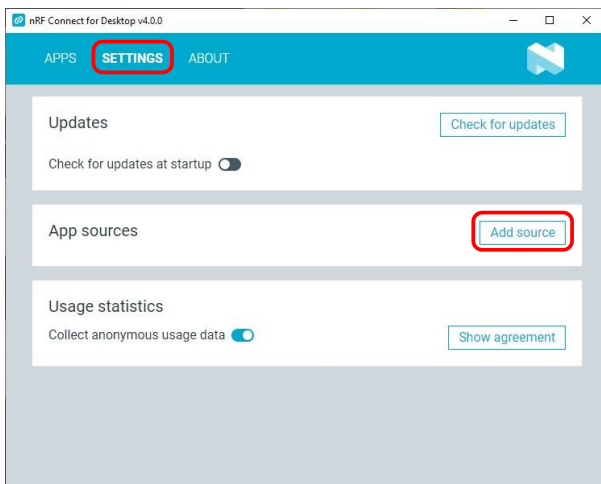 nRF Connect for Desktop v4.0.0
APPS SETTINGS ABOUT
Updates
Check for updates
Check for updates at startup
App sources
Add source
Usage statistics
Collect anonymous usage data
Show agreement